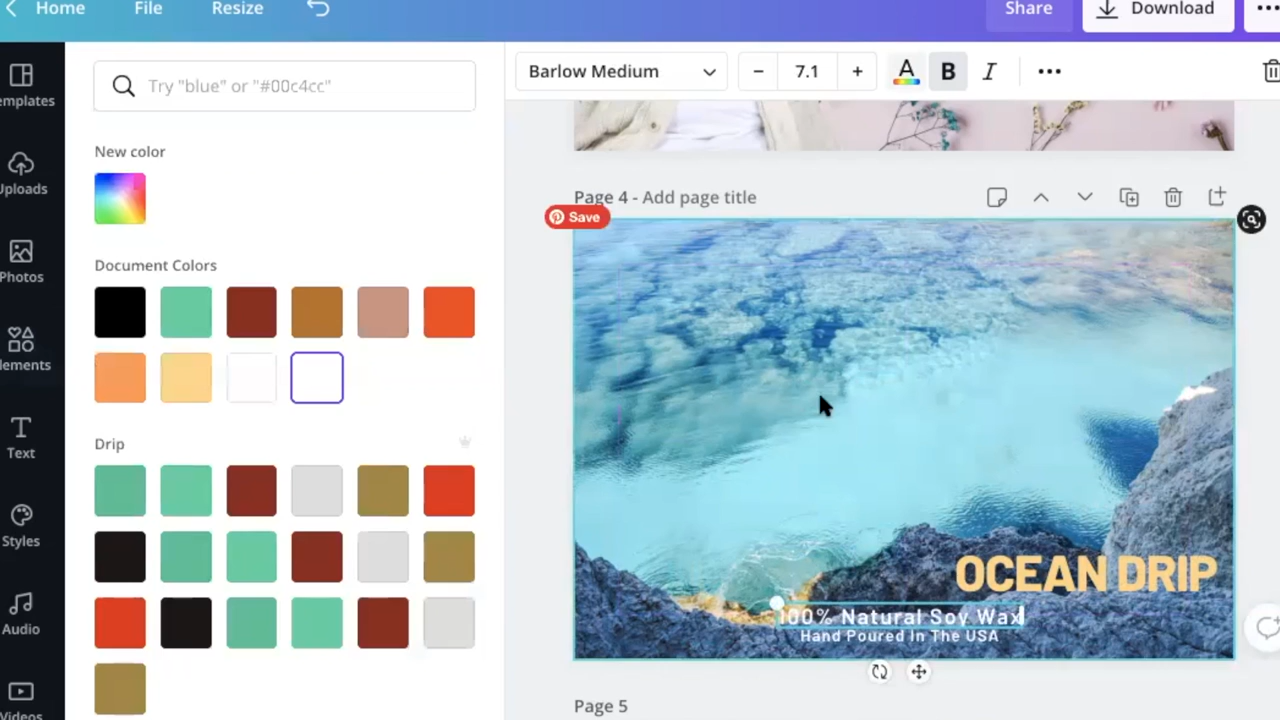 Home File Resize Share Download
Try "blue" or "#00c4cc"
Barlow Medium 7.1 A B I
emplates
New color
Uploads
Page 4 - Add page title
Save
Photos
Document Colors
lements
Text
Drip
Styles
OCEAN DRIP
100% Natural Soy Wax
Hand Poured In The USA
Audio
Videos
Page 5